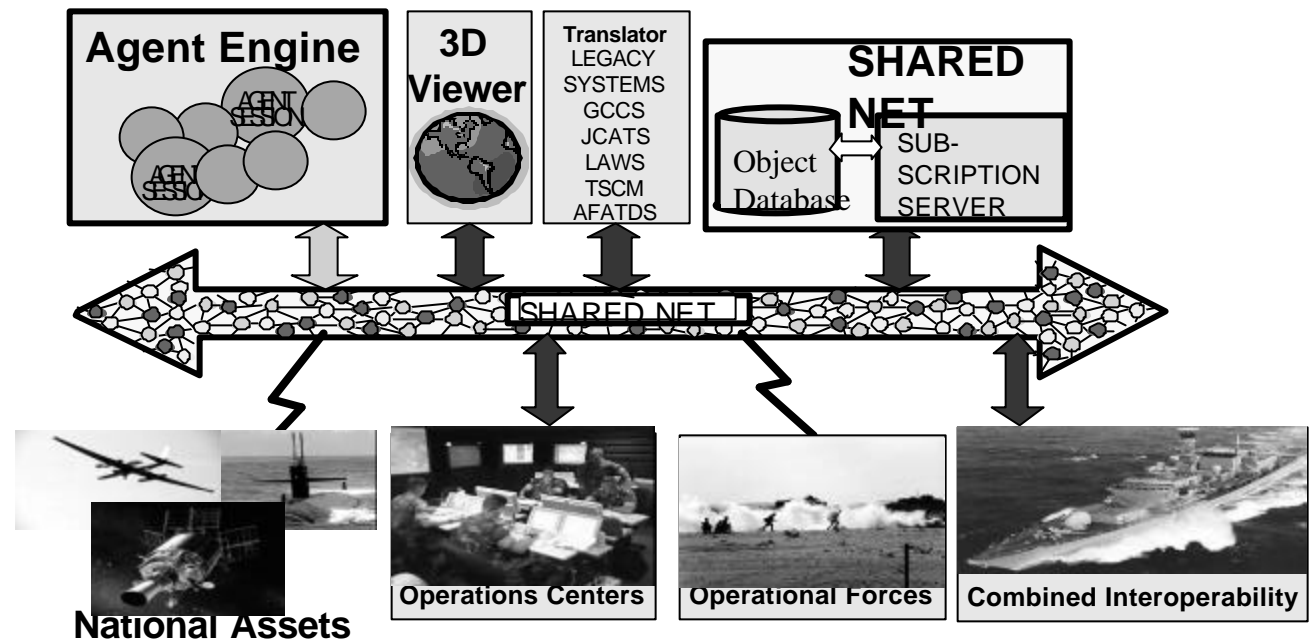 Agent Engine
AGENT
SESSION
AGENT
SESSION
3D
Viewer
Translator
LEGACY
SYSTEMS
GCCS
JCATS
LAWS
TSCM
AFATDS
SHARED
NET
Object
Database
SUB-
SCRIPTION
SERVER
SHARED NET
National Assets
Operations Centers
Operational Forces
Combined Interoperability